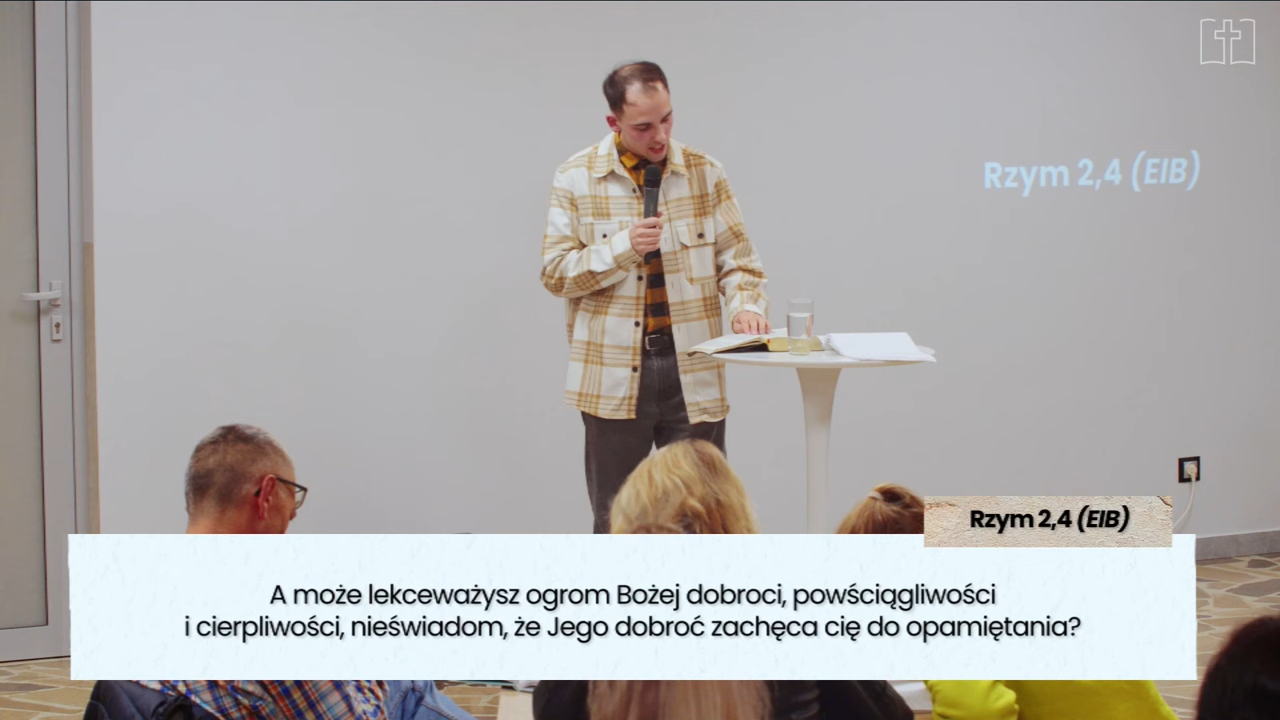 Rzym 2,4 (EIB)
Rzym 2,4 (EIB)
A może lekceważysz ogrom Bożej dobroci, powściągliwości
i cierpliwości, nieświadom, że Jego dobroć zachęca cię do opamiętania?